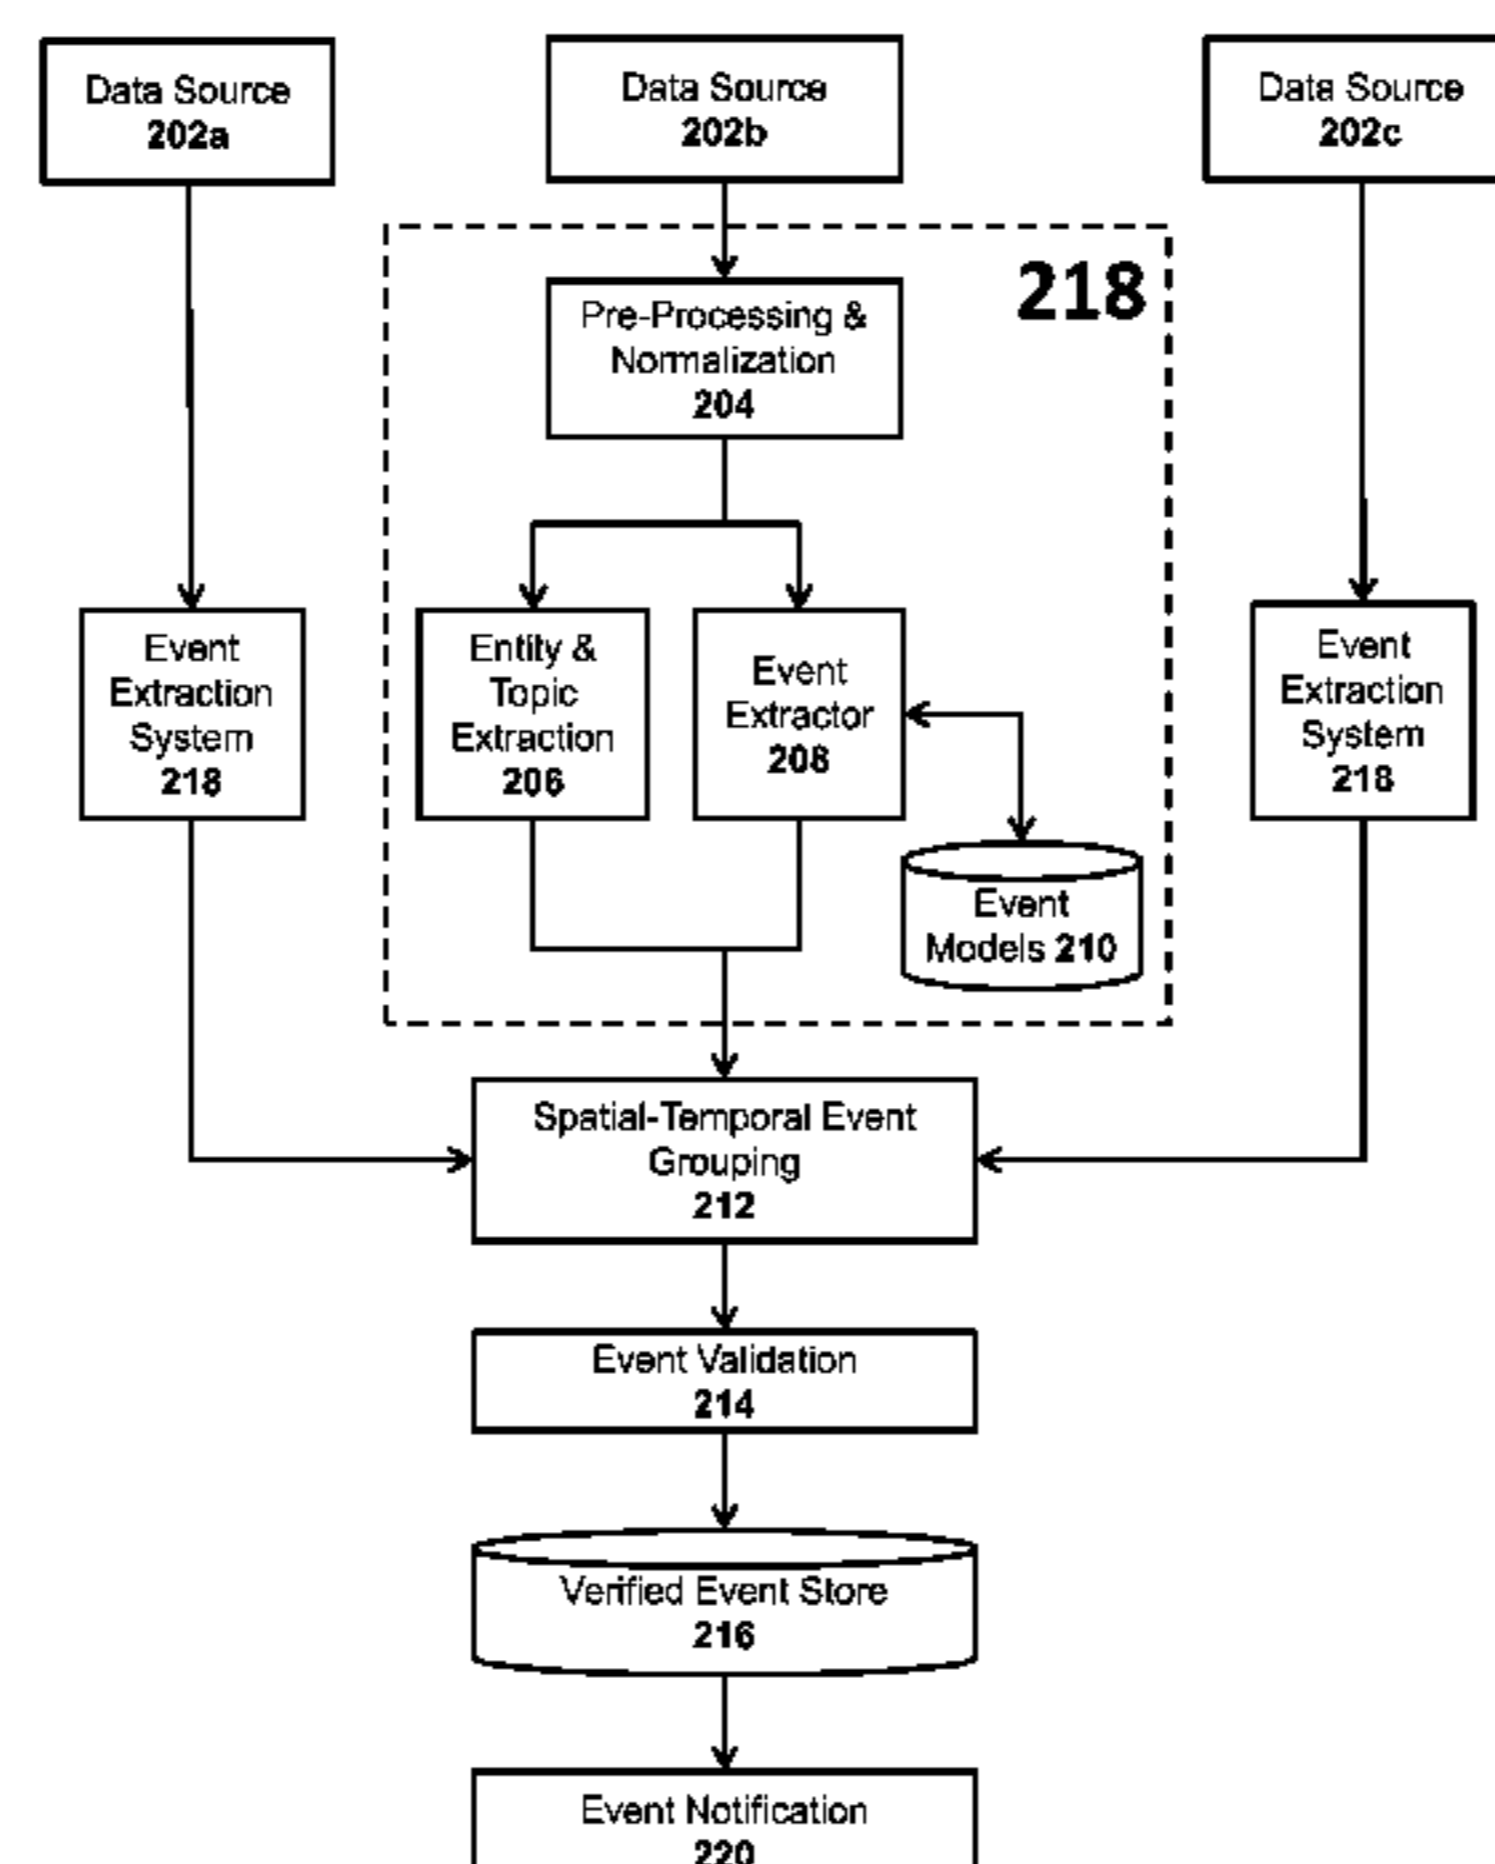 Data Source
202a
Data Source
202b
Data Source
202c
218
Pre-Processing &
Normalization
204
Event
Extraction
System
218
Entity &
Topic
Extraction
206
Event
Extractor
208
Event
Extraction
System
218
Event
Models 210
Spatial-Temporal Event
Grouping
212
Event Validation
214
Verified Event Store
216
Event Notification
220